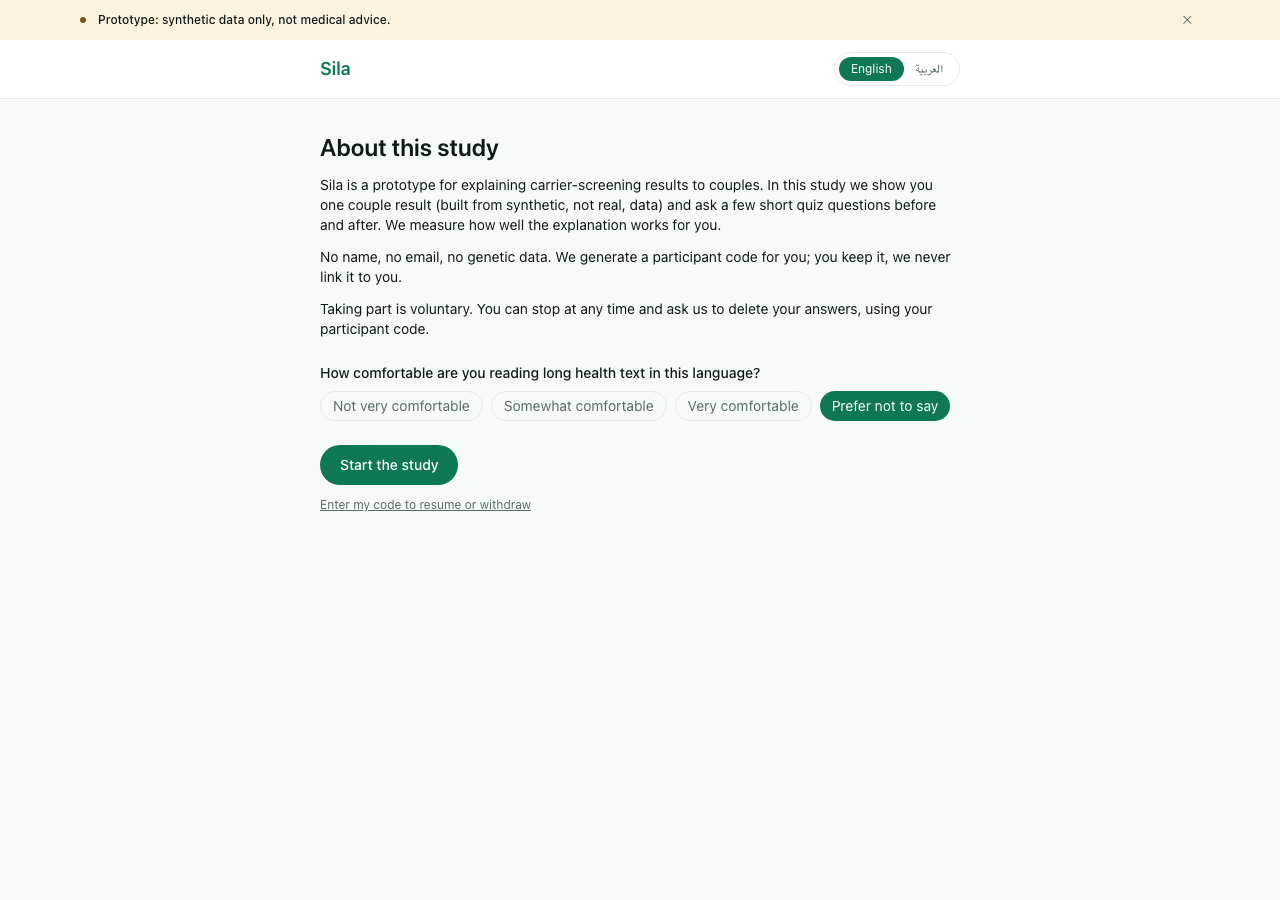 Prototype: synthetic data only, not medical advice.
Sila
English
العربية
About this study
Sila is a prototype for explaining carrier-screening results to couples. In this study we show you
one couple result (built from synthetic, not real, data) and ask a few short quiz questions before
and after. We measure how well the explanation works for you.
No name, no email, no genetic data. We generate a participant code for you; you keep it, we never
link it to you.
Taking part is voluntary. You can stop at any time and ask us to delete your answers, using your
participant code.
How comfortable are you reading long health text in this language?
Not very comfortable
Somewhat comfortable
Very comfortable
Prefer not to say
Start the study
Enter my code to resume or withdraw